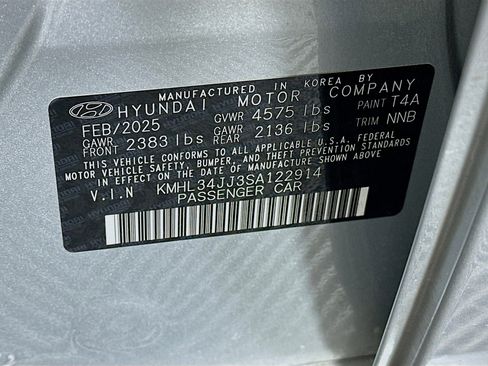 MANUFACTURED IN KOREA BY
HYUNDAI MOTOR COMPANY
FEB/2025 GVWR 4575 lbs PAINT T4A
GAWR FRONT 2383 lbs GAWR REAR 2136 lbs TRIM NNB
THIS VEHICLE CONFORMS TO ALL APPLICABLE U.S.A. FEDERAL
MOTOR VEHICLE SAFETY, BUMPER, AND THEFT PREVENTION STANDARDS
IN EFFECT ON THE DATE OF MANUFACTURE SHOWN ABOVE.
V.I.N KMHL34JJ3SA122914
PASSENGER CAR